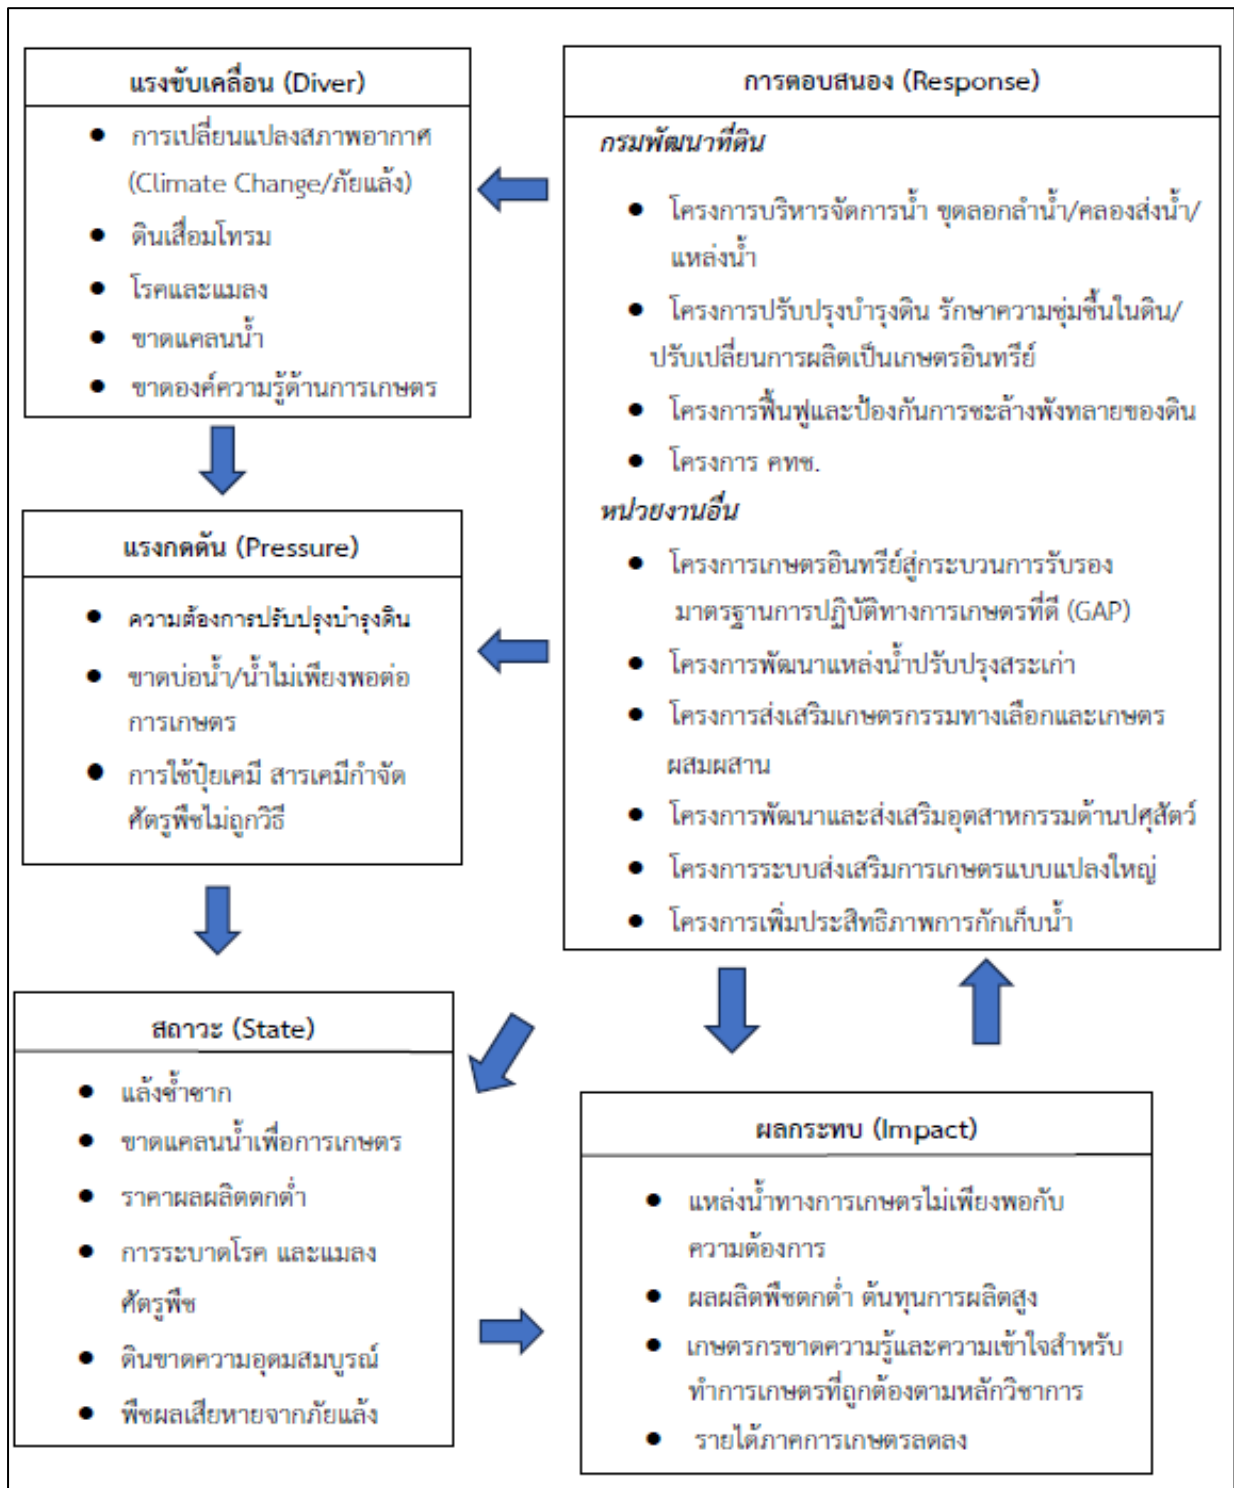 แรงขับเคลื่อน (Diver)
● การเปลี่ยนแปลงสภาพอากาศ
(Climate Change/ภัยแล้ง)
● ดินเสื่อมโทรม
● โรคและแมลง
● ขาดแคลนน้ำ
● ขาดองค์ความรู้ด้านการเกษตร
แรงกดดัน (Pressure)
● ความต้องการปรับปรุงบำรุงดิน
● ขาดบ่อน้ำ/น้ำไม่เพียงพอต่อ
การเกษตร
● การใช้ปุ๋ยเคมี สารเคมีกำจัด
ศัตรูพืชไม่ถูกวิธี
สถาวะ (State)
● แล้งซ้ำซาก
● ขาดแคลนน้ำเพื่อการเกษตร
● ราคาผลผลิตตกต่ำ
● การระบาดโรค และแมลง
ศัตรูพืช
● ดินขาดความอุดมสมบูรณ์
● พืชผลเสียหายจากภัยแล้ง
การตอบสนอง (Response)
กรมพัฒนาที่ดิน
● โครงการบริหารจัดการน้ำ ขุดลอกลำน้ำ/คลองส่งน้ำ/
แหล่งน้ำ
● โครงการปรับปรุงบำรุงดิน รักษาความชุ่มชื้นในดิน/
ปรับเปลี่ยนการผลิตเป็นเกษตรอินทรีย์
● โครงการฟื้นฟูและป้องกันการชะล้างพังทลายของดิน
● โครงการ คทช.
หน่วยงานอื่น
● โครงการเกษตรอินทรีย์สู่กระบวนการรับรอง
มาตรฐานการปฏิบัติทางการเกษตรที่ดี (GAP)
● โครงการพัฒนาแหล่งน้ำปรับปรุงสระเก่า
● โครงการส่งเสริมเกษตรกรรมทางเลือกและเกษตร
ผสมผสาน
● โครงการพัฒนาและส่งเสริมอุตสาหกรรมด้านปศุสัตว์
● โครงการระบบส่งเสริมการเกษตรแบบแปลงใหญ่
● โครงการเพิ่มประสิทธิภาพการกักเก็บน้ำ
ผลกระทบ (Impact)
● แหล่งน้ำทางการเกษตรไม่เพียงพอกับ
ความต้องการ
● ผลผลิตพืชตกต่ำ ต้นทุนการผลิตสูง
● เกษตรกรขาดความรู้และความเข้าใจสำหรับ
ทำการเกษตรที่ถูกต้องตามหลักวิชาการ
● รายได้ภาคการเกษตรลดลง